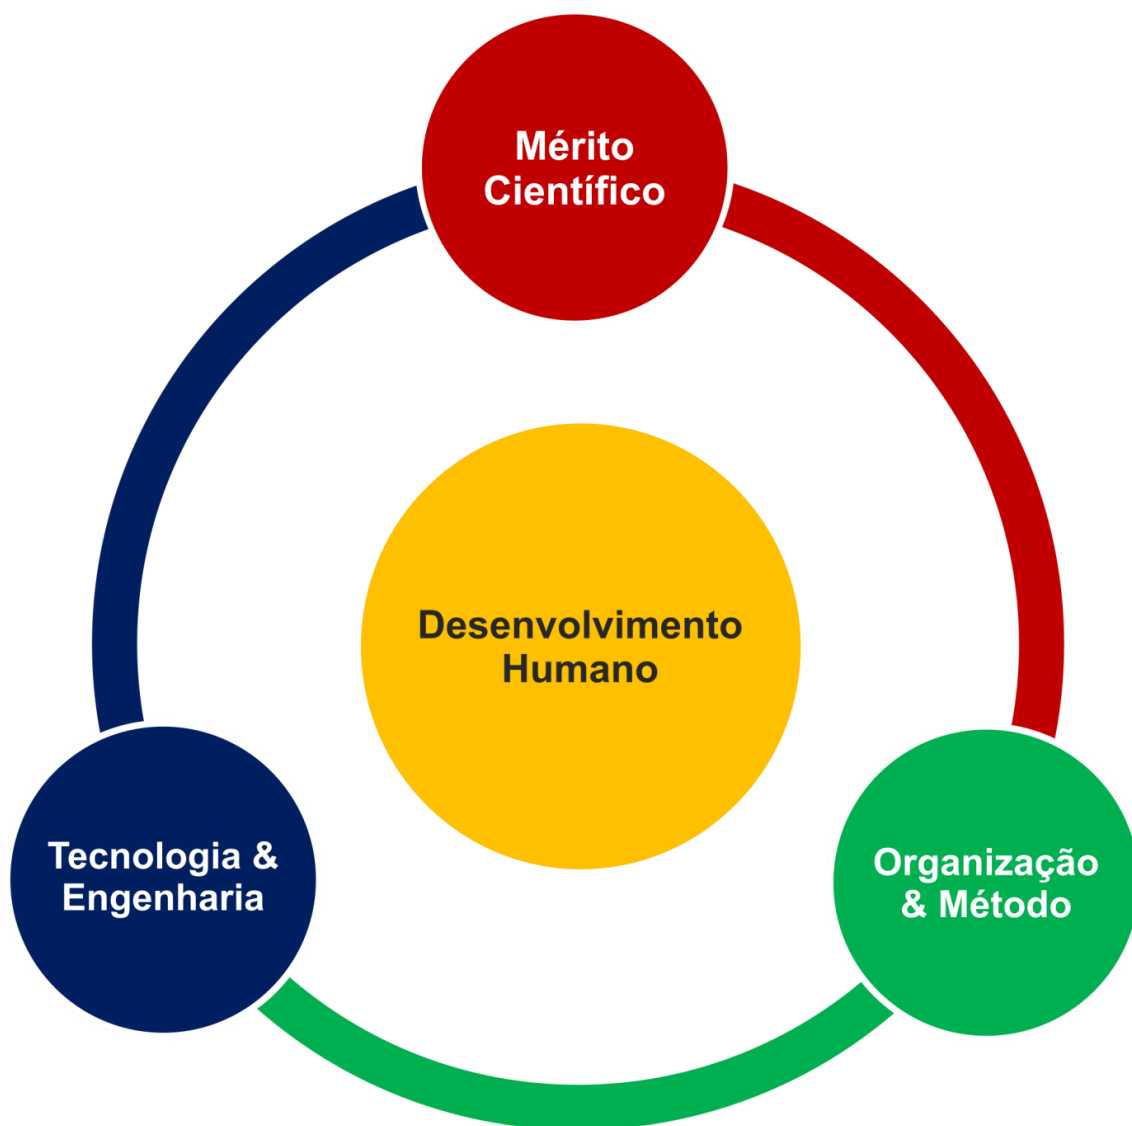 Mérito
Científico
Desenvolvimento
Humano
Tecnologia &
Engenharia
Organização
& Método